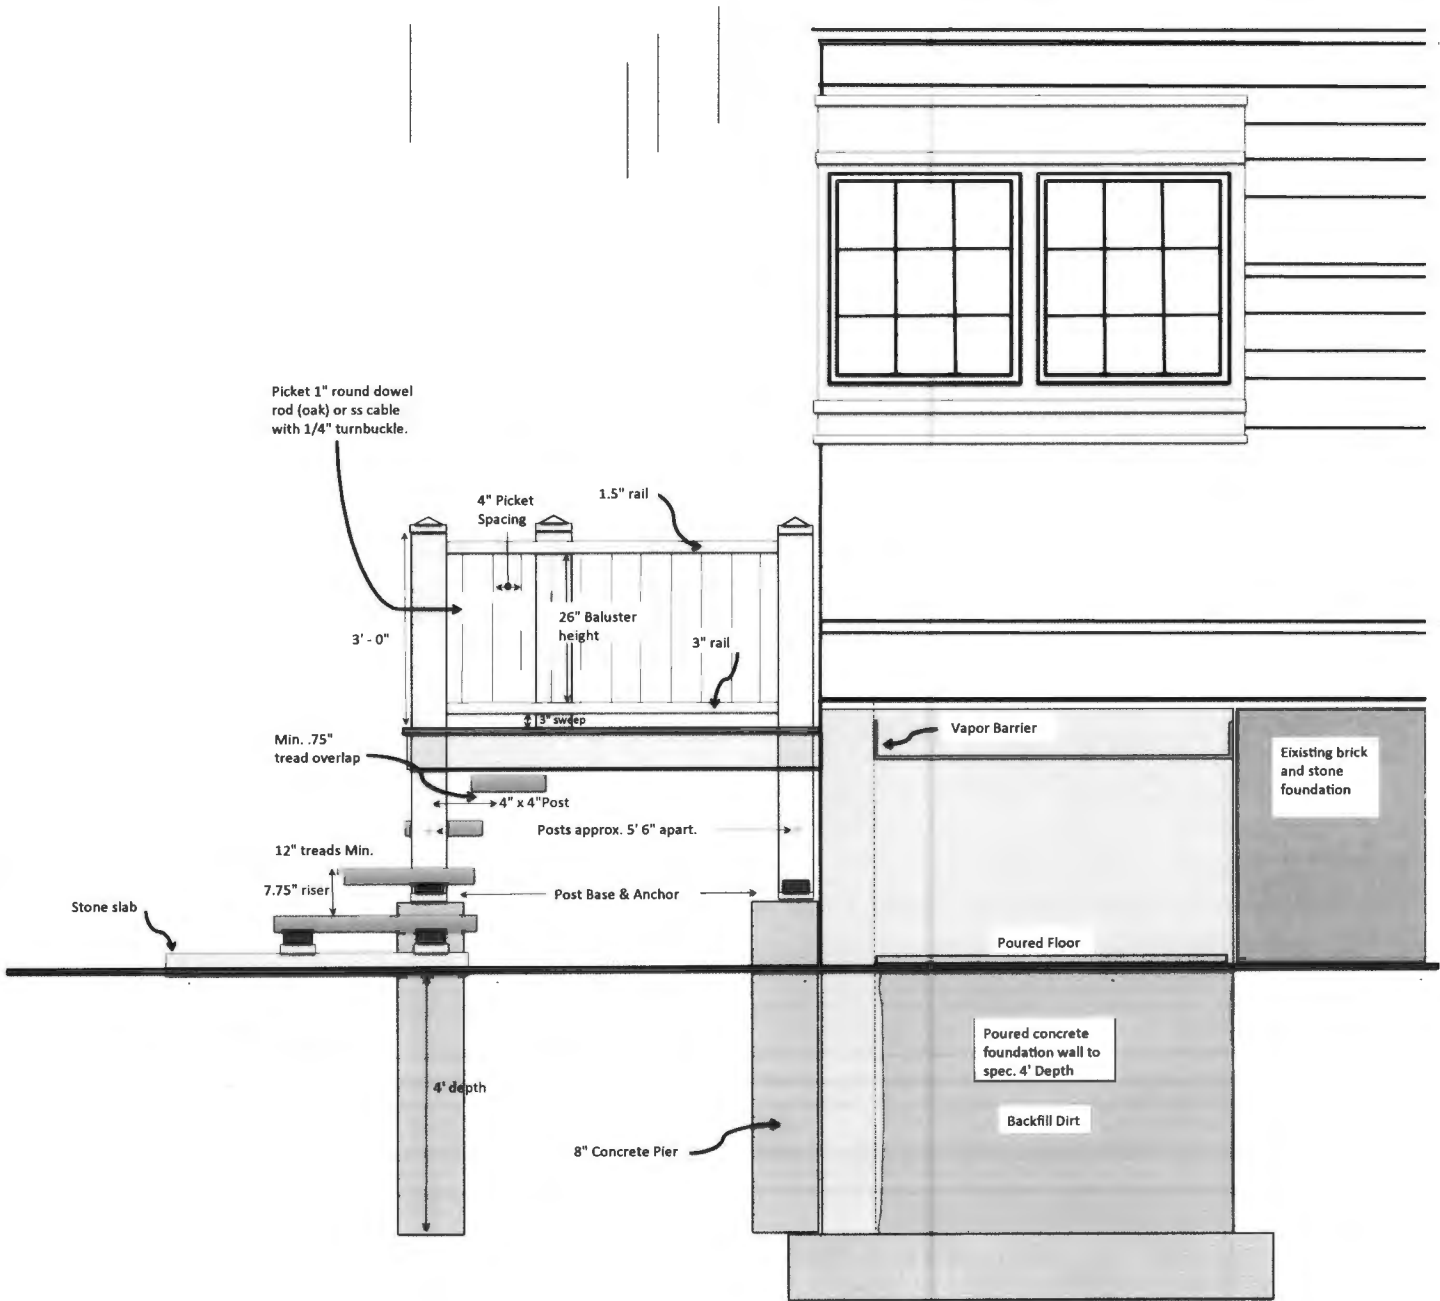 Picket 1" round dowel
rod (oak) or ss cable
with 1/4" turnbuckle.
4" Picket
Spacing
1.5" rail
3' - 0"
26" Baluster
height
3" rail
3" sweep
Min. .75"
tread overlap
Vapor Barrier
Eixisting brick
and stone
foundation
4" x 4"Post
Posts approx. 5' 6" apart.
12" treads Min.
7.75" riser
Post Base & Anchor
Stone slab
Poured Floor
Poured concrete
foundation wall to
spec. 4' Depth
4' depth
Backfill Dirt
8" Concrete Pier